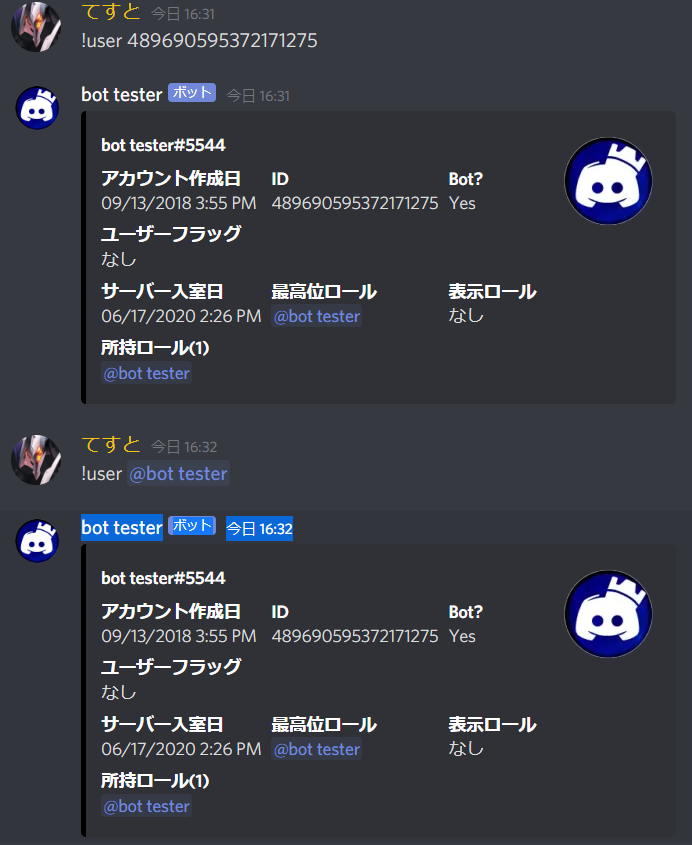 てすと 今日 16:31
!user 489690595372171275
bot tester ボット 今日 16:31
bot tester#5544
アカウント作成日 ID Bot?
09/13/2018 3:55 PM 489690595372171275 Yes
ユーザーフラッグ
なし
サーバー入室日 最高位ロール 表示ロール
06/17/2020 2:26 PM @bot tester なし
所持ロール(1)
@bot tester
てすと 今日 16:32
!user @bot tester
bot tester ボット 今日 16:32
bot tester#5544
アカウント作成日 ID Bot?
09/13/2018 3:55 PM 489690595372171275 Yes
ユーザーフラッグ
なし
サーバー入室日 最高位ロール 表示ロール
06/17/2020 2:26 PM @bot tester なし
所持ロール(1)
@bot tester